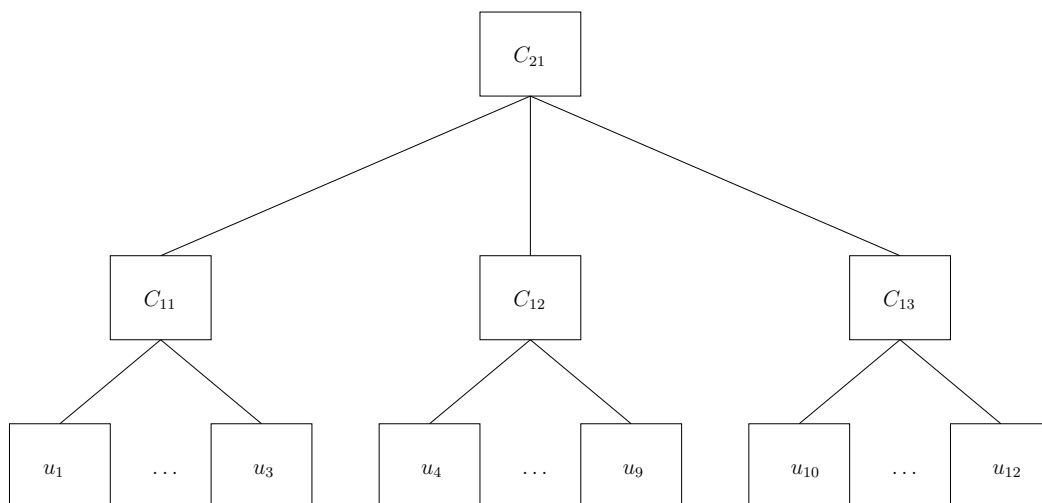 C₂₁
C₁₁ C₁₂ C₁₃
u₁ ... u₃ u₄ ... u₉ u₁₀ ... u₁₂